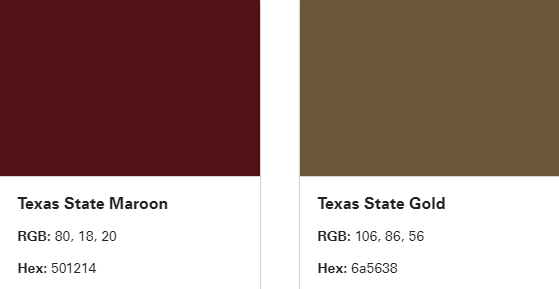 Texas State Maroon
RGB: 80, 18, 20
Hex: 501214
Texas State Gold
RGB: 106, 86, 56
Hex: 6a5638